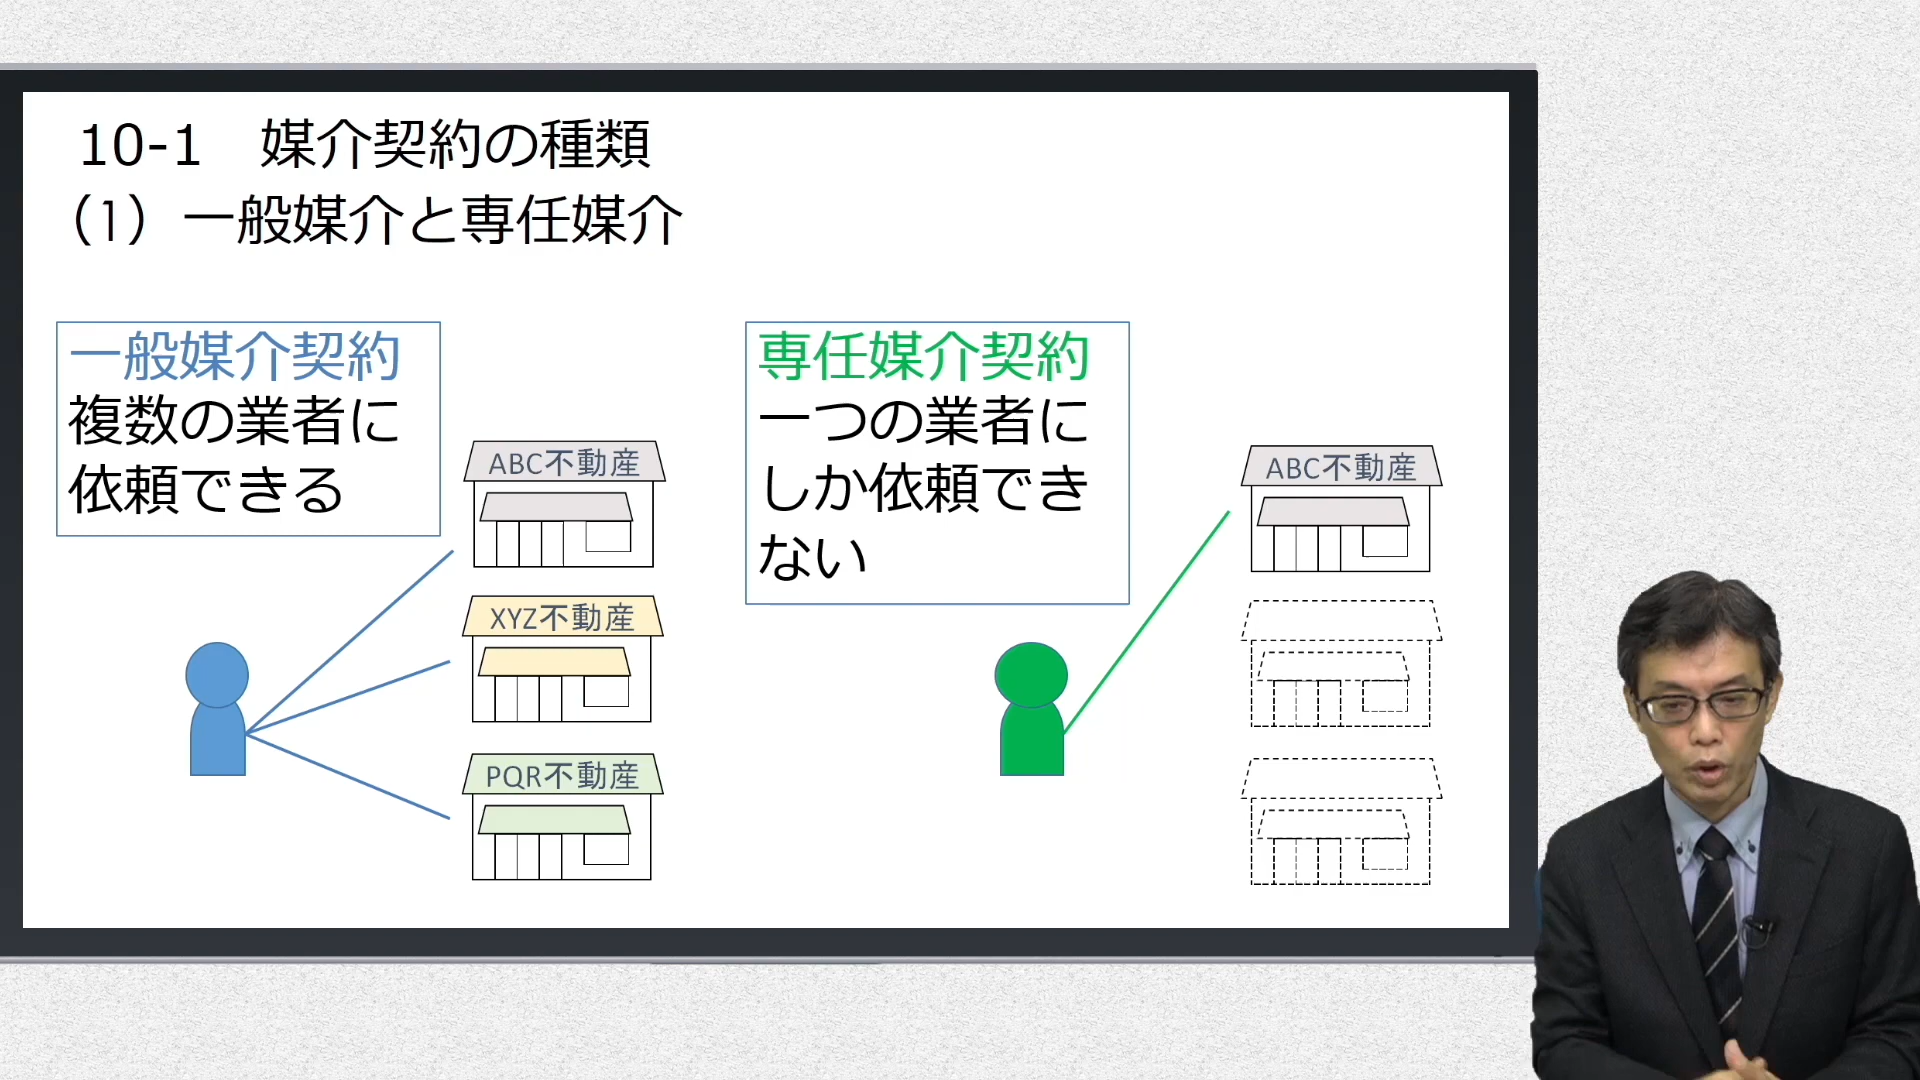 10-1　媒介契約の種類
（1）一般媒介と専任媒介
一般媒介契約
複数の業者に
依頼できる
ABC不動産
XYZ不動産
PQR不動産
専任媒介契約
一つの業者に
しか依頼でき
ない
ABC不動産